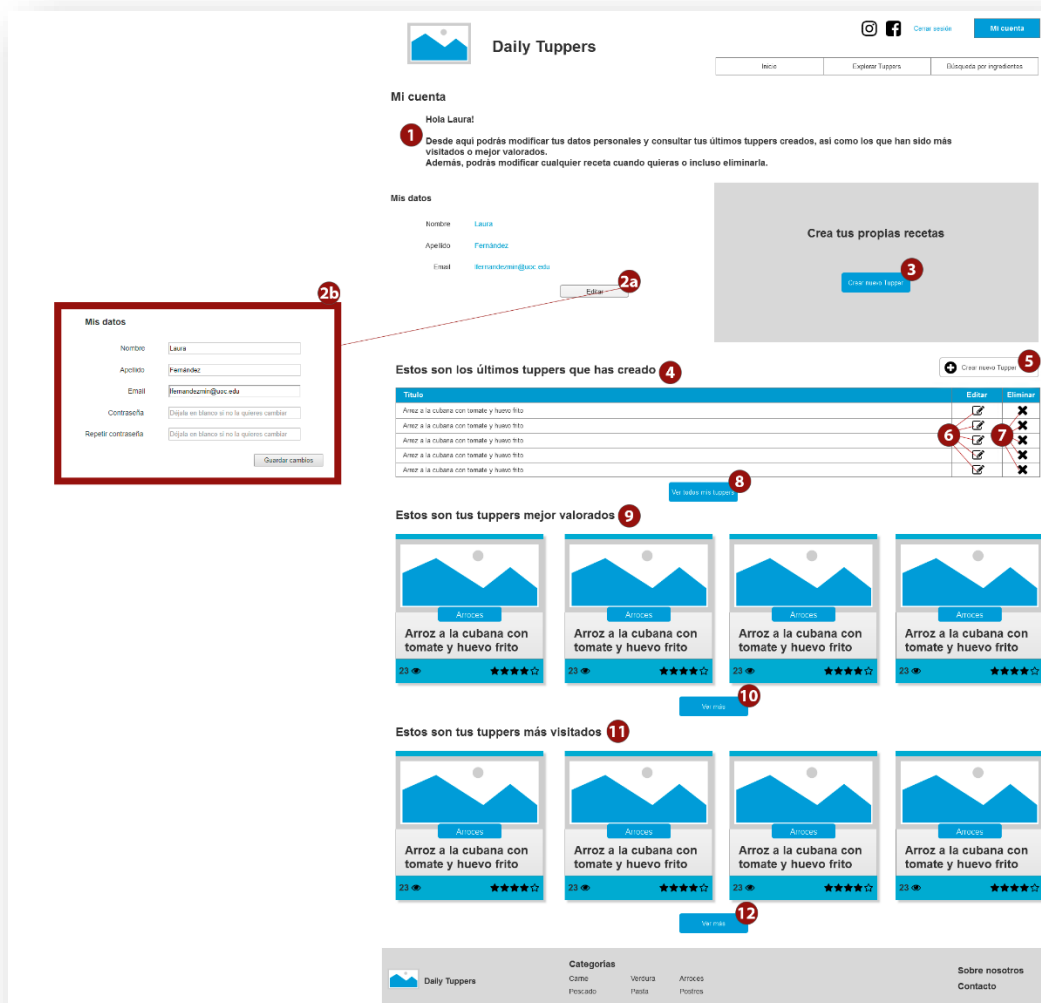 Daily Tuppers
Cerrar sesión
Mi cuenta
Inicio
Explorar Tuppers
Búsqueda por ingredientes
Mi cuenta
Hola Laura!
1
Desde aquí podrás modificar tus datos personales y consultar tus últimos tuppers creados, asi como los que han sido más
visitados o mejor valorados.
Además, podrás modificar cualquier receta cuando quieras o incluso eliminarla.
Mis datos
Nombre Laura
Apellido Fernández
Email lfernandezmin@uoc.edu
Editar
2a
Crea tus propias recetas
3
Crear nuevo Tupper
2b
Mis datos
Nombre Laura
Apellido Fernández
Email lfernandezmin@uoc.edu
Contraseña Déjala en blanco si no la quieres cambiar
Repetir contraseña Déjala en blanco si no la quieres cambiar
Guardar cambios
Estos son los últimos tuppers que has creado 4
Crear nuevo Tupper 5
Título Editar Eliminar
Arroz a la cubana con tomate y huevo frito
Arroz a la cubana con tomate y huevo frito
Arroz a la cubana con tomate y huevo frito
Arroz a la cubana con tomate y huevo frito
Arroz a la cubana con tomate y huevo frito
6 7
Ver todos mis tuppers 8
Estos son tus tuppers mejor valorados 9
Arroces
Arroz a la cubana con
tomate y huevo frito
23
Arroces
Arroz a la cubana con
tomate y huevo frito
23
Arroces
Arroz a la cubana con
tomate y huevo frito
23
Arroces
Arroz a la cubana con
tomate y huevo frito
23
Ver más 10
Estos son tus tuppers más visitados 11
Arroces
Arroz a la cubana con
tomate y huevo frito
23
Arroces
Arroz a la cubana con
tomate y huevo frito
23
Arroces
Arroz a la cubana con
tomate y huevo frito
23
Arroces
Arroz a la cubana con
tomate y huevo frito
23
Ver más 12
Daily Tuppers
Categorías
Carne Verdura Arroces
Pescado Pasta Postres
Sobre nosotros
Contacto